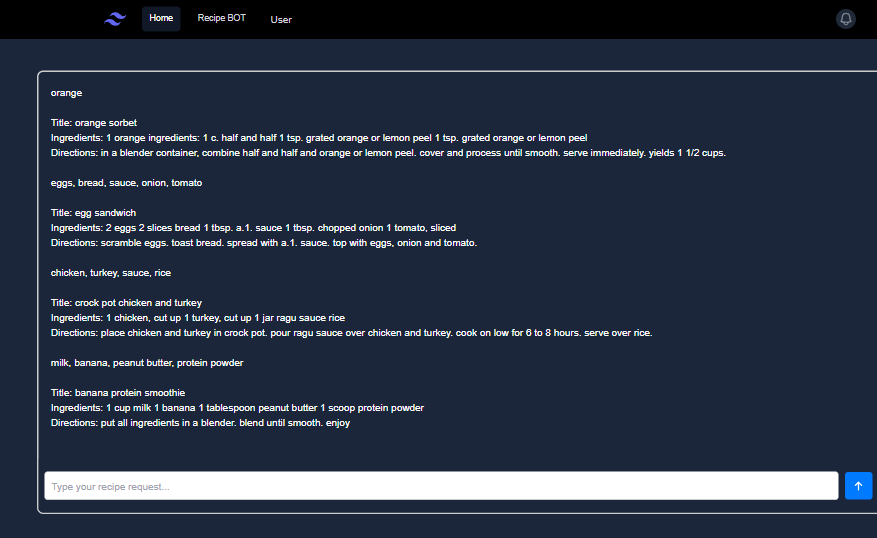 Home
Recipe BOT
User
orange
Title: orange sorbet
Ingredients: 1 orange ingredients: 1 c. half and half 1 tsp. grated orange or lemon peel 1 tsp. grated orange or lemon peel
Directions: in a blender container, combine half and half and orange or lemon peel. cover and process until smooth. serve immediately. yields 1 1/2 cups.
eggs, bread, sauce, onion, tomato
Title: egg sandwich
Ingredients: 2 eggs 2 slices bread 1 tbsp. a.1. sauce 1 tbsp. chopped onion 1 tomato, sliced
Directions: scramble eggs. toast bread. spread with a.1. sauce. top with eggs, onion and tomato.
chicken, turkey, sauce, rice
Title: crock pot chicken and turkey
Ingredients: 1 chicken, cut up 1 turkey, cut up 1 jar ragu sauce rice
Directions: place chicken and turkey in crock pot. pour ragu sauce over chicken and turkey. cook on low for 6 to 8 hours. serve over rice.
milk, banana, peanut butter, protein powder
Title: banana protein smoothie
Ingredients: 1 cup milk 1 banana 1 tablespoon peanut butter 1 scoop protein powder
Directions: put all ingredients in a blender. blend until smooth. enjoy
Type your recipe request...